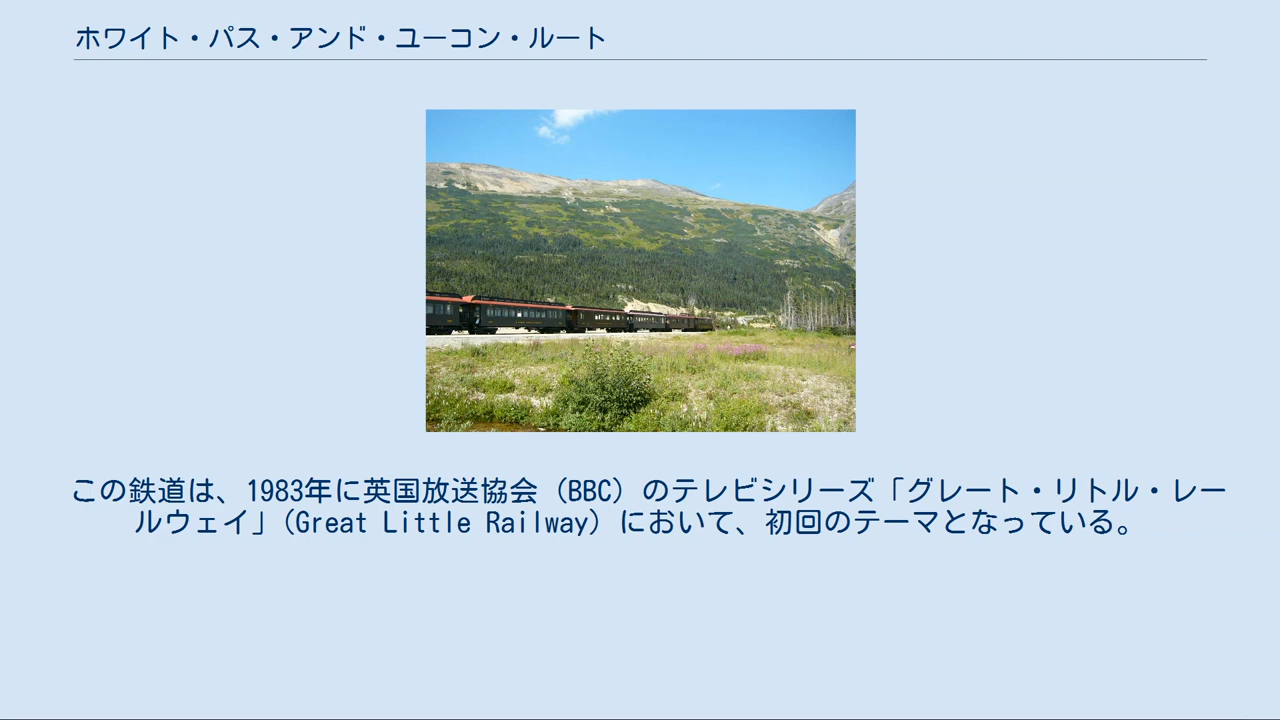 ホワイト・パス・アンド・ユーコン・ルート
この鉄道は、1983年に英国放送協会（BBC）のテレビシリーズ「グレート・リトル・レー
ルウェイ」（Great Little Railway）において、初回のテーマとなっている。